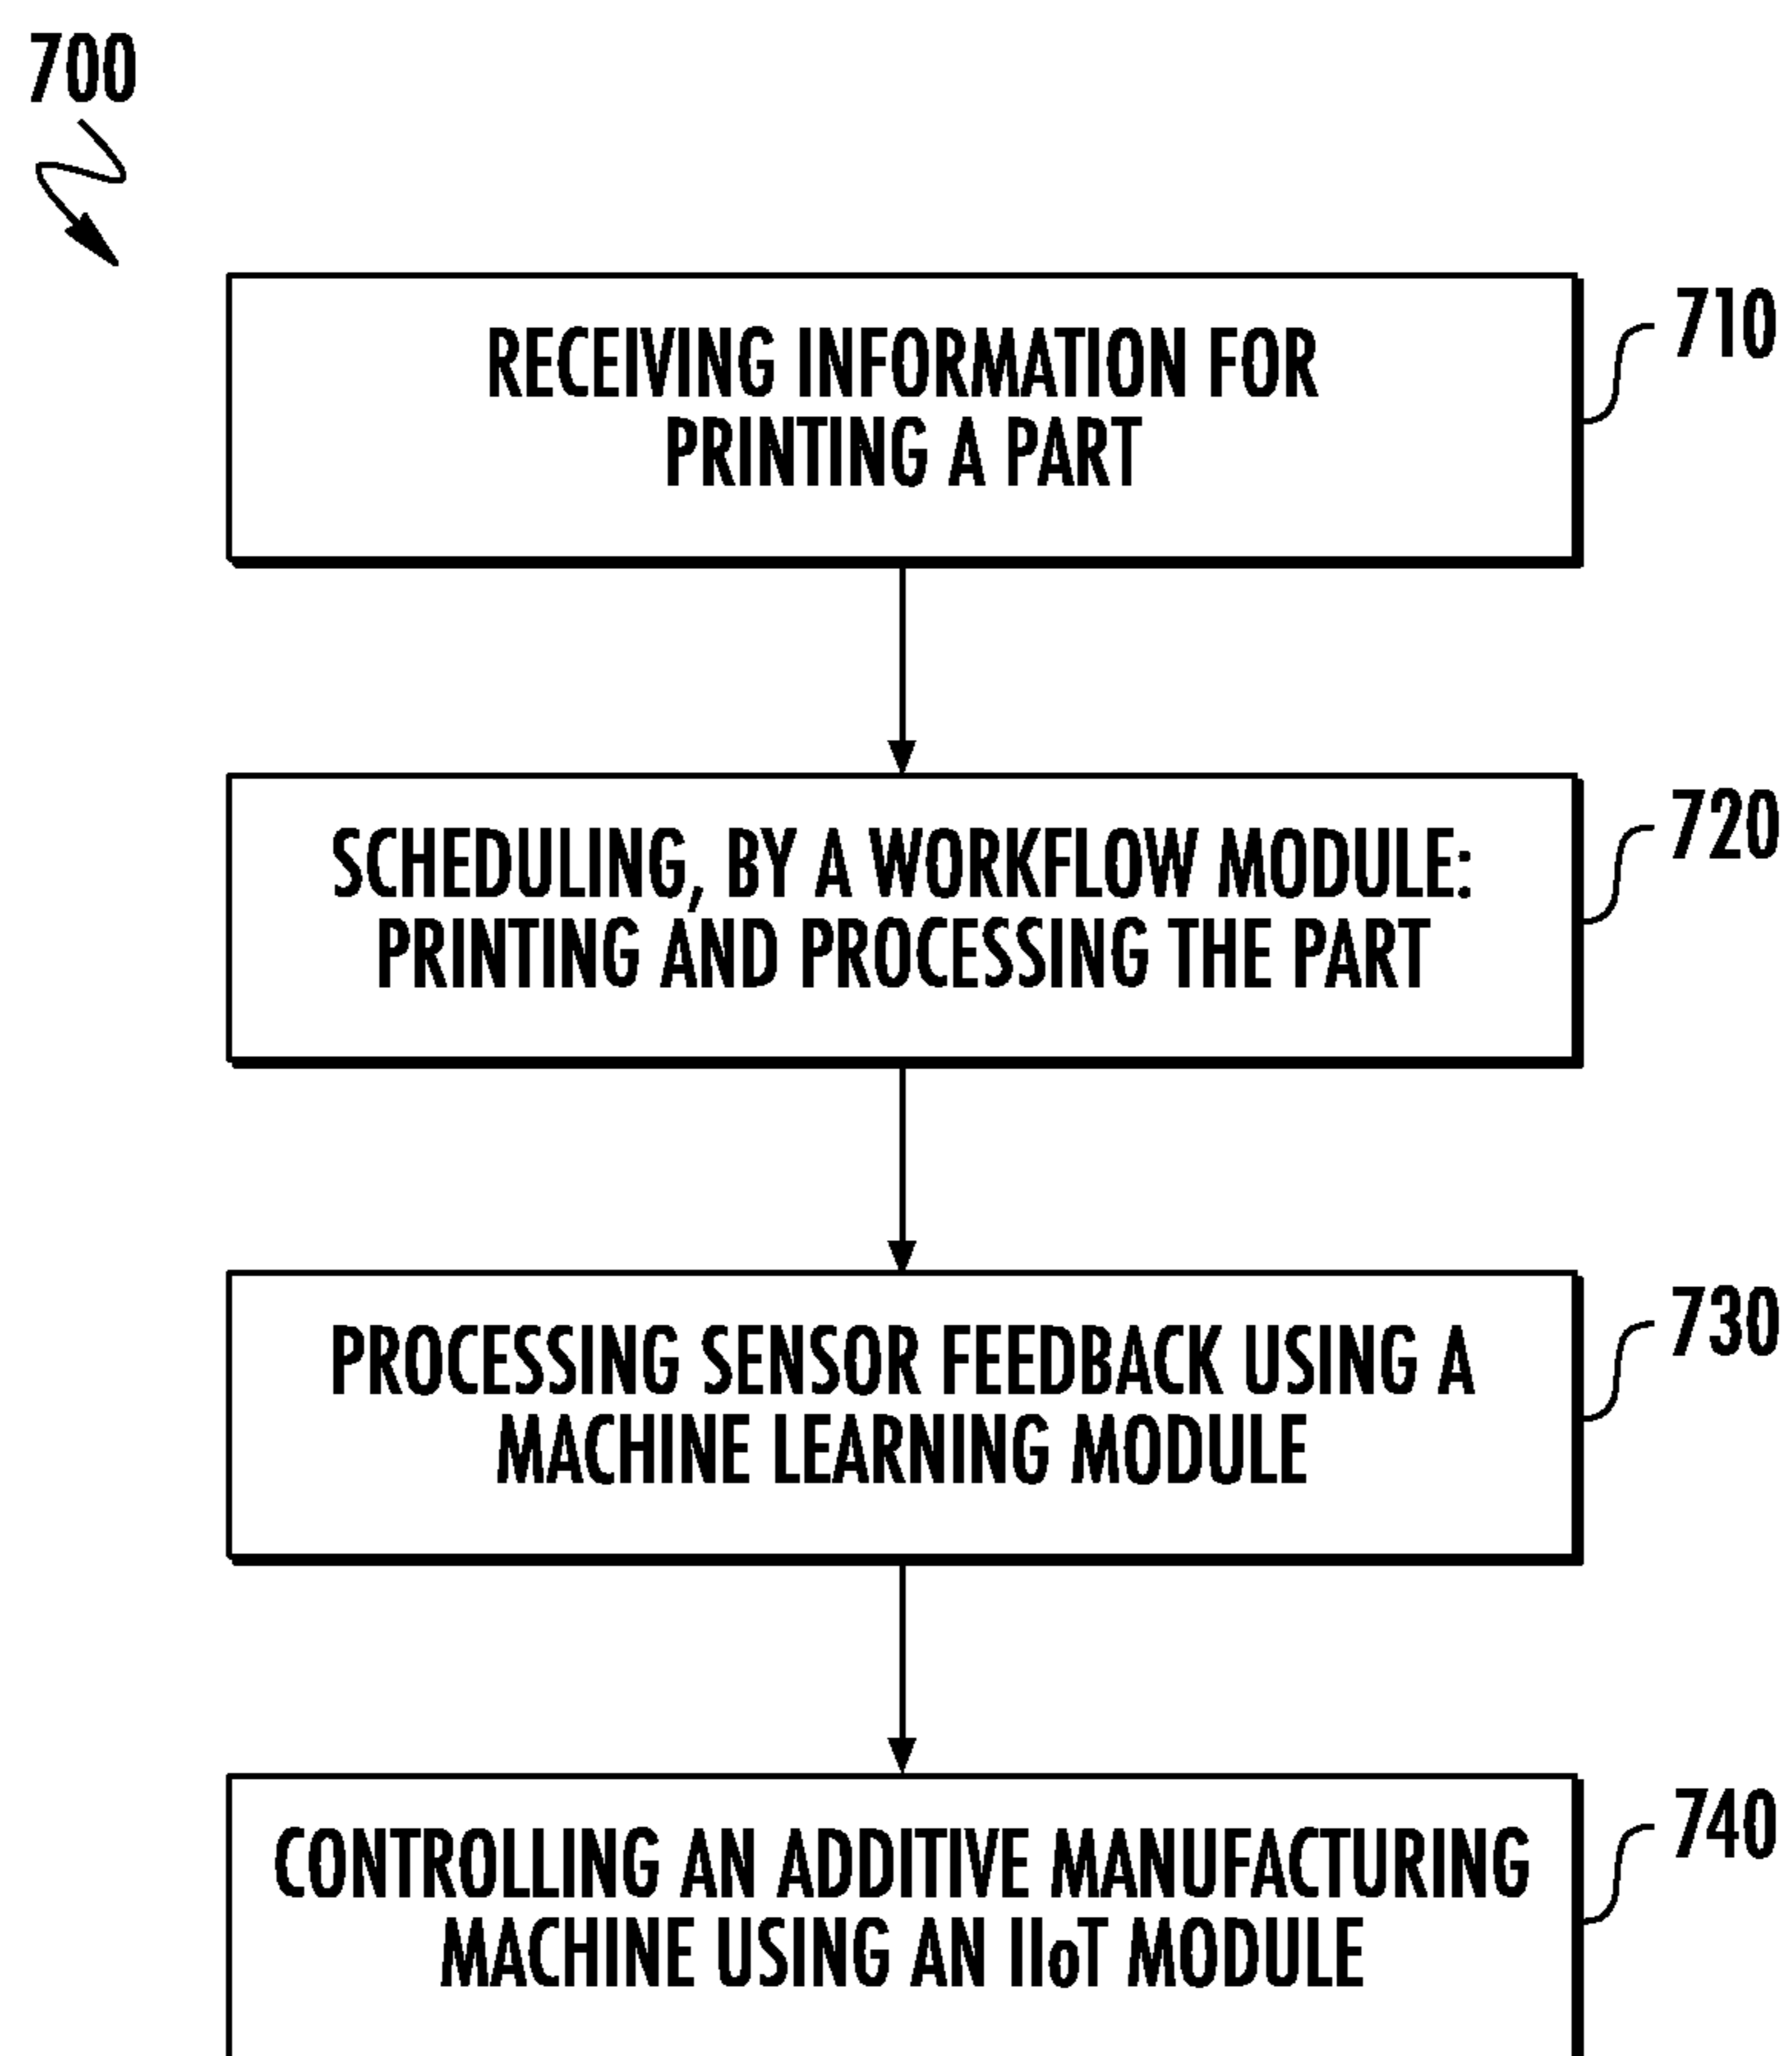 700
RECEIVING INFORMATION FOR
PRINTING A PART
710
SCHEDULING, BY A WORKFLOW MODULE:
PRINTING AND PROCESSING THE PART
720
PROCESSING SENSOR FEEDBACK USING A
MACHINE LEARNING MODULE
730
CONTROLLING AN ADDITIVE MANUFACTURING
MACHINE USING AN IIoT MODULE
740